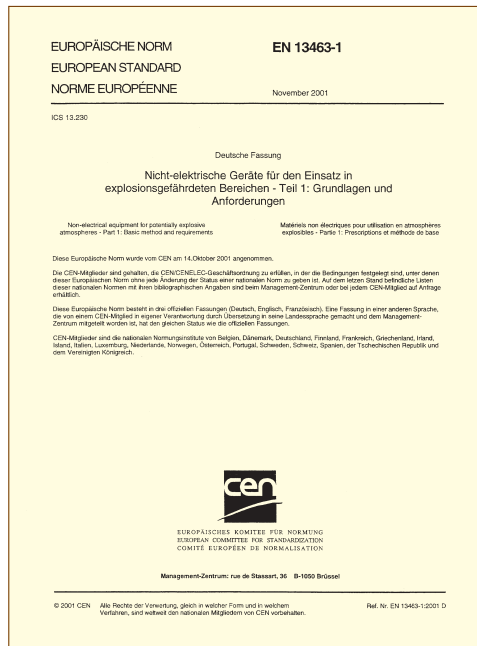 EUROPÄISCHE NORM
EN 13463-1
EUROPEAN STANDARD
NORME EUROPÉENNE
November 2001
ICS 13.230
Deutsche Fassung
Nicht-elektrische Geräte für den Einsatz in
explosionsgefährdeten Bereichen - Teil 1: Grundlagen und
Anforderungen
Non-electrical equipment for potentially explosive
atmospheres - Part 1: Basic method and requirements
Matériels non électriques pour utilisation en atmosphères
explosibles - Partie 1: Prescriptions et méthode de base
Diese Europäische Norm wurde vom CEN am 14.Oktober 2001 angenommen.
Die CEN-Mitglieder sind gehalten, die CEN/CENELEC-Geschäftsordnung zu erfüllen, in der die Bedingungen festgelegt sind, unter denen
dieser Europäischen Norm ohne jede Änderung der Status einer nationalen Norm zu geben ist. Auf dem letzten Stand befindliche Listen
dieser nationalen Normen mit ihren bibliographischen Angaben sind beim Management-Zentrum oder bei jedem CEN-Mitglied auf Anfrage
erhältlich.
Diese Europäische Norm besteht in drei offiziellen Fassungen (Deutsch, Englisch, Französisch). Eine Fassung in einer anderen Sprache,
die von einem CEN-Mitglied in eigener Verantwortung durch Übersetzung in seine Landessprache gemacht und dem Management-
Zentrum mitgeteilt worden ist, hat den gleichen Status wie die offiziellen Fassungen.
CEN-Mitglieder sind die nationalen Normungsinstitute von Belgien, Dänemark, Deutschland, Finnland, Frankreich, Griechenland, Irland,
Island, Italien, Luxemburg, Niederlande, Norwegen, Österreich, Portugal, Schweden, Schweiz, Spanien, der Tschechischen Republik und
dem Vereinigten Königreich.
cen
EUROPÄISCHES KOMITEE FÜR NORMUNG
EUROPEAN COMMITTEE FOR STANDARDIZATION
COMITÉ EUROPÉEN DE NORMALISATION
Management-Zentrum: rue de Stassart, 36 B-1050 Brüssel
© 2001 CEN Alle Rechte der Verwertung, gleich in welcher Form und in welchem
Verfahren, sind weltweit den nationalen Mitgliedern von CEN vorbehalten.
Ref. Nr. EN 13463-1:2001 D